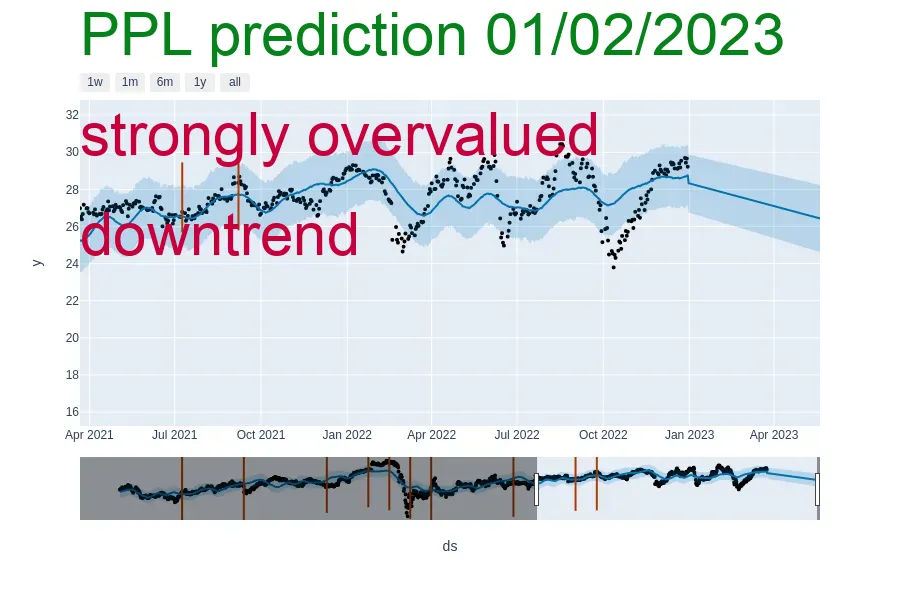 PPL prediction 01/02/2023
1w 1m 6m 1y all
strongly overvalued
downtrend
32
30
28
26
24
22
20
18
16
y
Apr 2021 Jul 2021 Oct 2021 Jan 2022 Apr 2022 Jul 2022 Oct 2022 Jan 2023 Apr 2023
ds